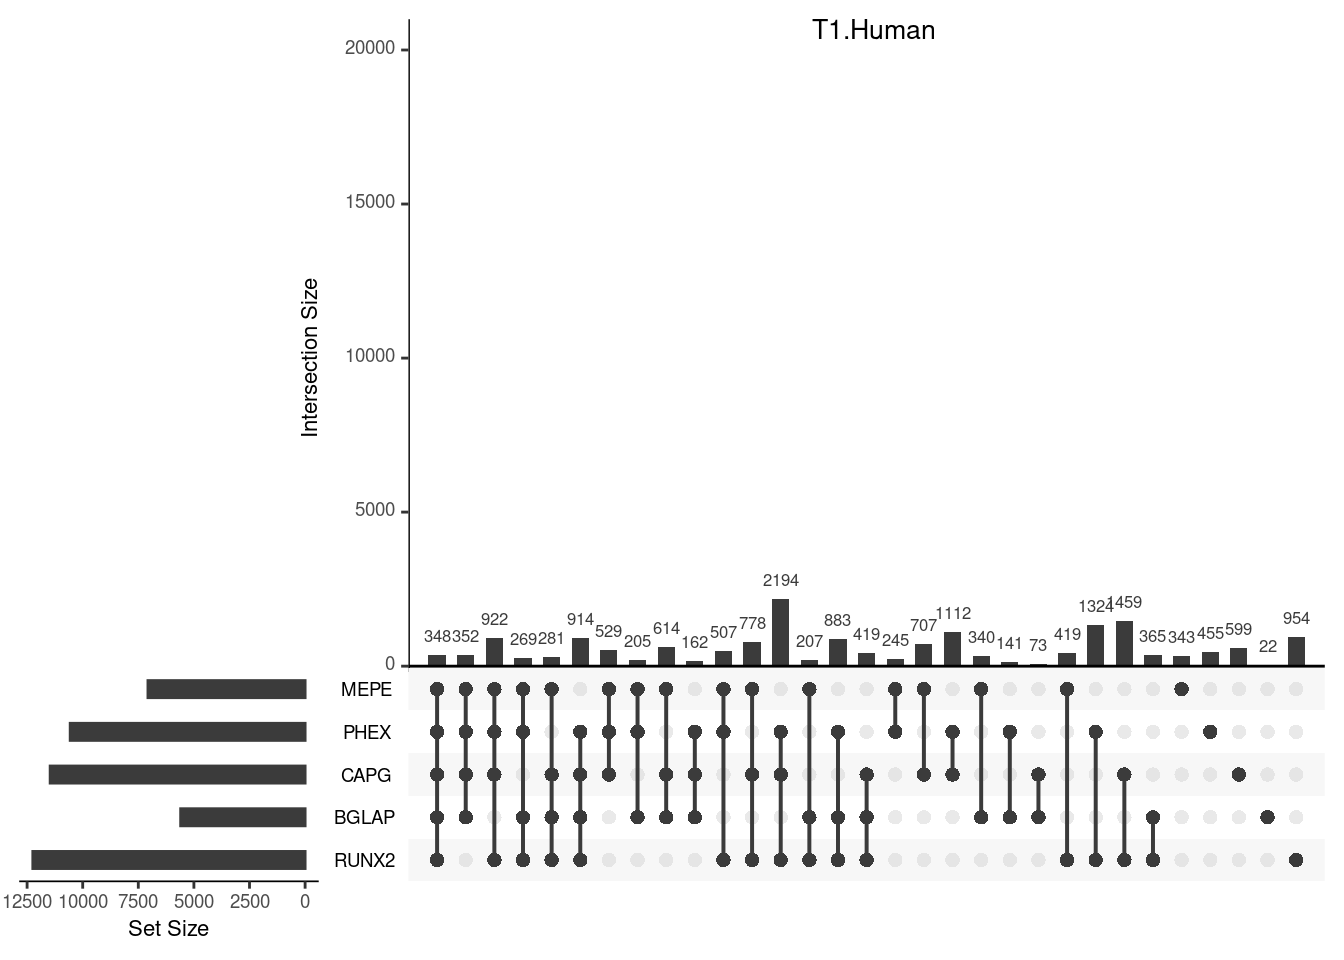 T1.Human
20000
15000
10000
5000
0
Intersection Size
348 352 922 269 281 914 529 205 614 162 507 778 2194 207 883 419 245 707 1112 340 141 73 419 1324 1459 365 343 455 599 22 954
MEPE
PHEX
CAPG
BGLAP
RUNX2
12500 10000 7500 5000 2500 0
Set Size